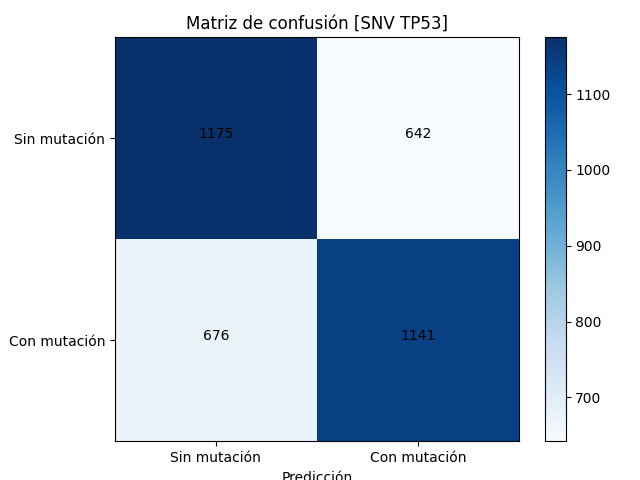 Matriz de confusión [SNV TP53]
Sin mutación
1175
642
Con mutación
676
1141
Sin mutación
Con mutación
Predicción
1100
1000
900
800
700